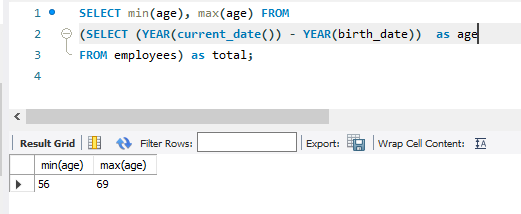 1 SELECT min(age), max(age) FROM
2 (SELECT (YEAR(current_date()) - YEAR(birth_date))  as age
3 FROM employees) as total;
4
Result Grid Filter Rows: Export: Wrap Cell Content: IA
min(age) max(age)
56 69